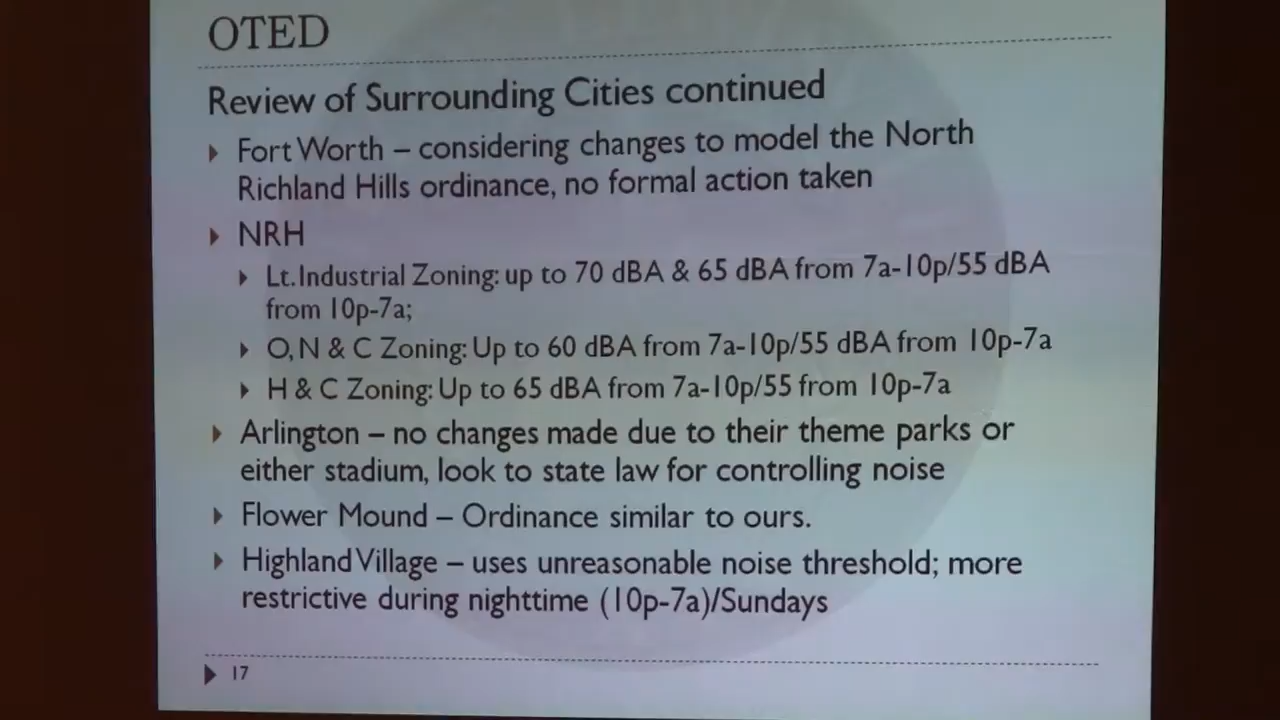 OTED
Review of Surrounding Cities continued
Fort Worth – considering changes to model the North
Richland Hills ordinance, no formal action taken
NRH
Lt. Industrial Zoning: up to 70 dBA & 65 dBA from 7a-10p/55 dBA
from 10p-7a;
O, N & C Zoning: Up to 60 dBA from 7a-10p/55 dBA from 10p-7a
H & C Zoning: Up to 65 dBA from 7a-10p/55 from 10p-7a
Arlington – no changes made due to their theme parks or
either stadium, look to state law for controlling noise
Flower Mound – Ordinance similar to ours.
Highland Village – uses unreasonable noise threshold; more
restrictive during nighttime (10p-7a)/Sundays
17